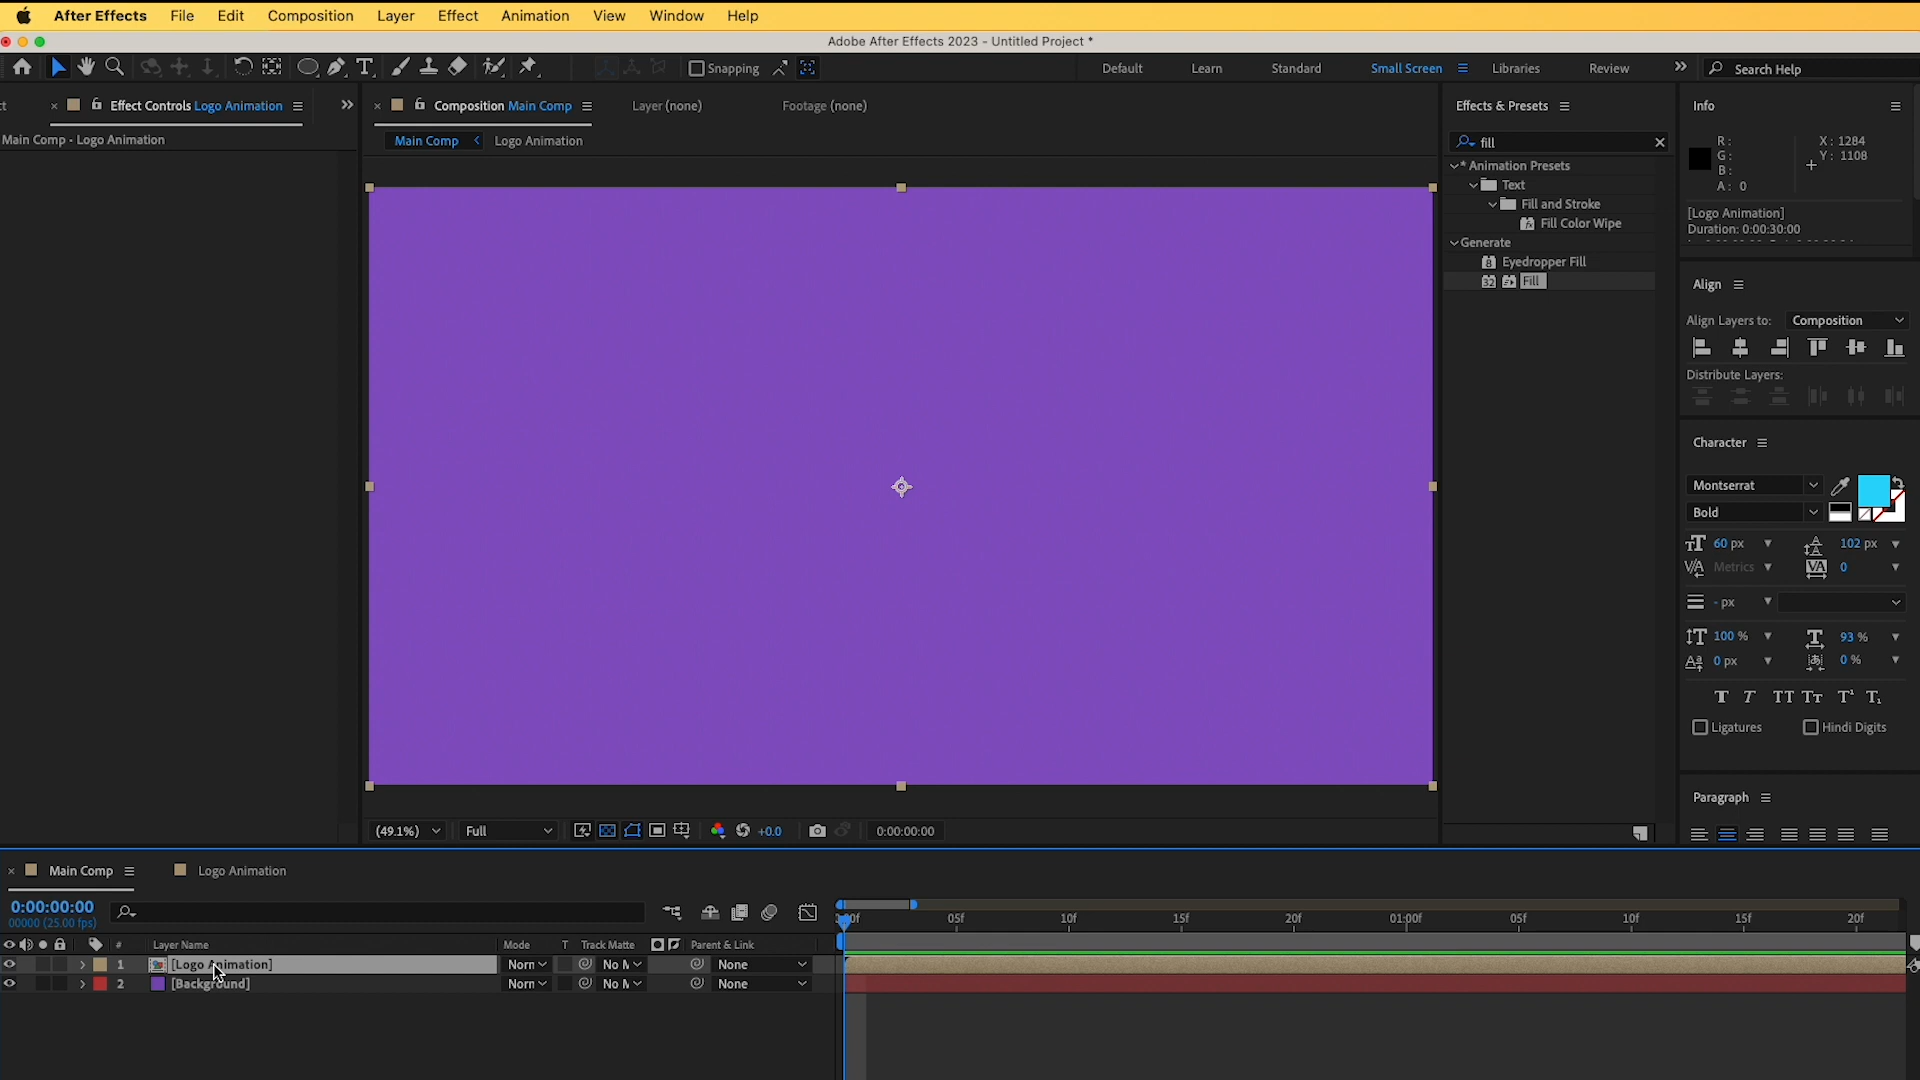 After Effects File Edit Composition Layer Effect Animation View Window Help
Adobe After Effects 2023 - Untitled Project *
Snapping Default Learn Standard Small Screen Libraries Review Search Help
Effect Controls Logo Animation
Composition Main Comp
Layer (none)
Footage (none)
Effects & Presets
Info
Main Comp - Logo Animation
Main Comp Logo Animation
fill
* Animation Presets
Text
Fill and Stroke
Fill Color Wipe
Generate
8 Eyedropper Fill
32 Fill
R: X: 1284
G: Y: 1108
B:
A: 0
[Logo Animation]
Duration: 0:00:30:00
Align
Align Layers to: Composition
Distribute Layers:
Character
Montserrat
Bold
60 px 102 px
Metrics 0
- px
100 % 93 %
0 px 0 %
Ligatures Hindi Digits
Paragraph
(49.1%) Full +0.0 0:00:00:00
Main Comp Logo Animation
0:00:00:00
00000 (25.00 fps)
05f 10f 15f 20f 01:00f 05f 10f 15f 20f
# Layer Name Mode T Track Matte Parent & Link
1 [Logo Animation] Norn No M None
2 [Background] Norn No M None